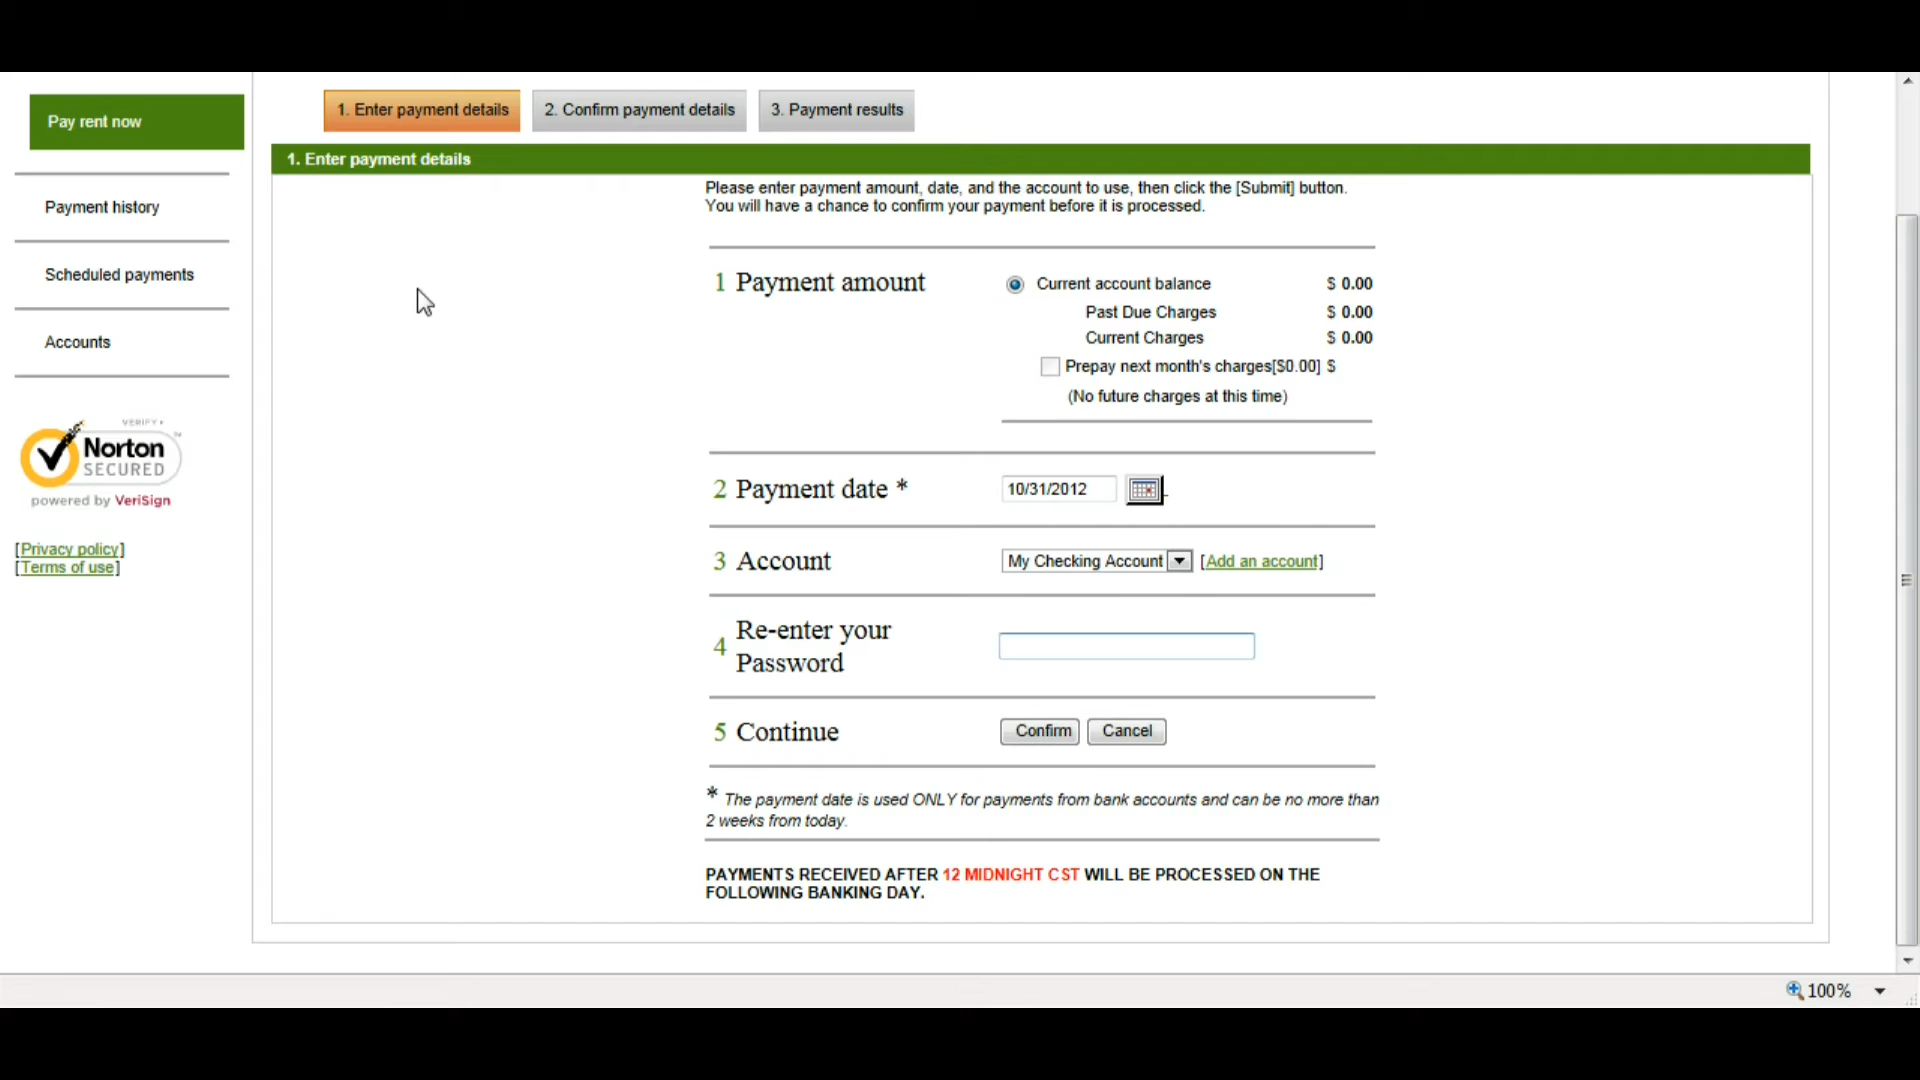 Pay rent now
Payment history
Scheduled payments
Accounts
VERIFY
Norton™
SECURED
powered by VeriSign
[Privacy policy]
[Terms of use]
1. Enter payment details
2. Confirm payment details
3. Payment results
1. Enter payment details
Please enter payment amount, date, and the account to use, then click the [Submit] button.
You will have a chance to confirm your payment before it is processed.
1 Payment amount
Current account balance $ 0.00
Past Due Charges $ 0.00
Current Charges $ 0.00
Prepay next month's charges[$0.00] $
(No future charges at this time)
2 Payment date * 10/31/2012
3 Account My Checking Account [Add an account]
4 Re-enter your
Password
5 Continue Confirm Cancel
* The payment date is used ONLY for payments from bank accounts and can be no more than
2 weeks from today.
PAYMENTS RECEIVED AFTER 12 MIDNIGHT CST WILL BE PROCESSED ON THE
FOLLOWING BANKING DAY.
100%